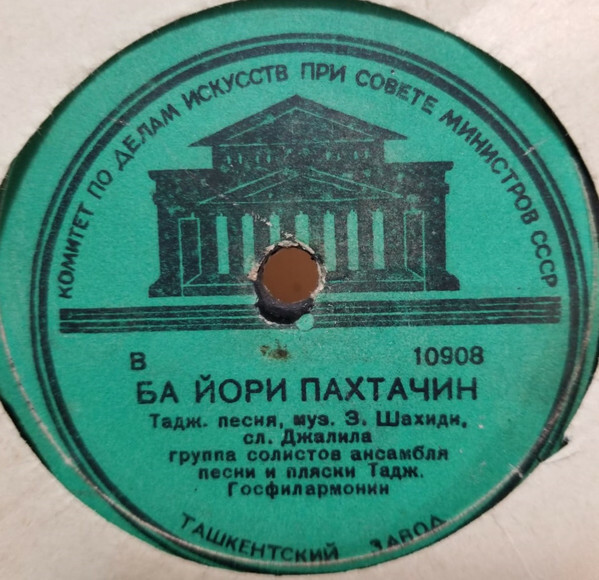 КОМИТЕТ ПО ДЕЛАМ ИСКУССТВ ПРИ СОВЕТЕ МИНИСТРОВ СССР
В 10908
БА ЙОРИ ПАХТАЧИН
Тадж. песня, муз. З. Шахиди,
сл. Джалила
группа солистов ансамбля
песни и пляски Тадж.
Госфилармонии
ТАШКЕНТСКИЙ ЗАВОД